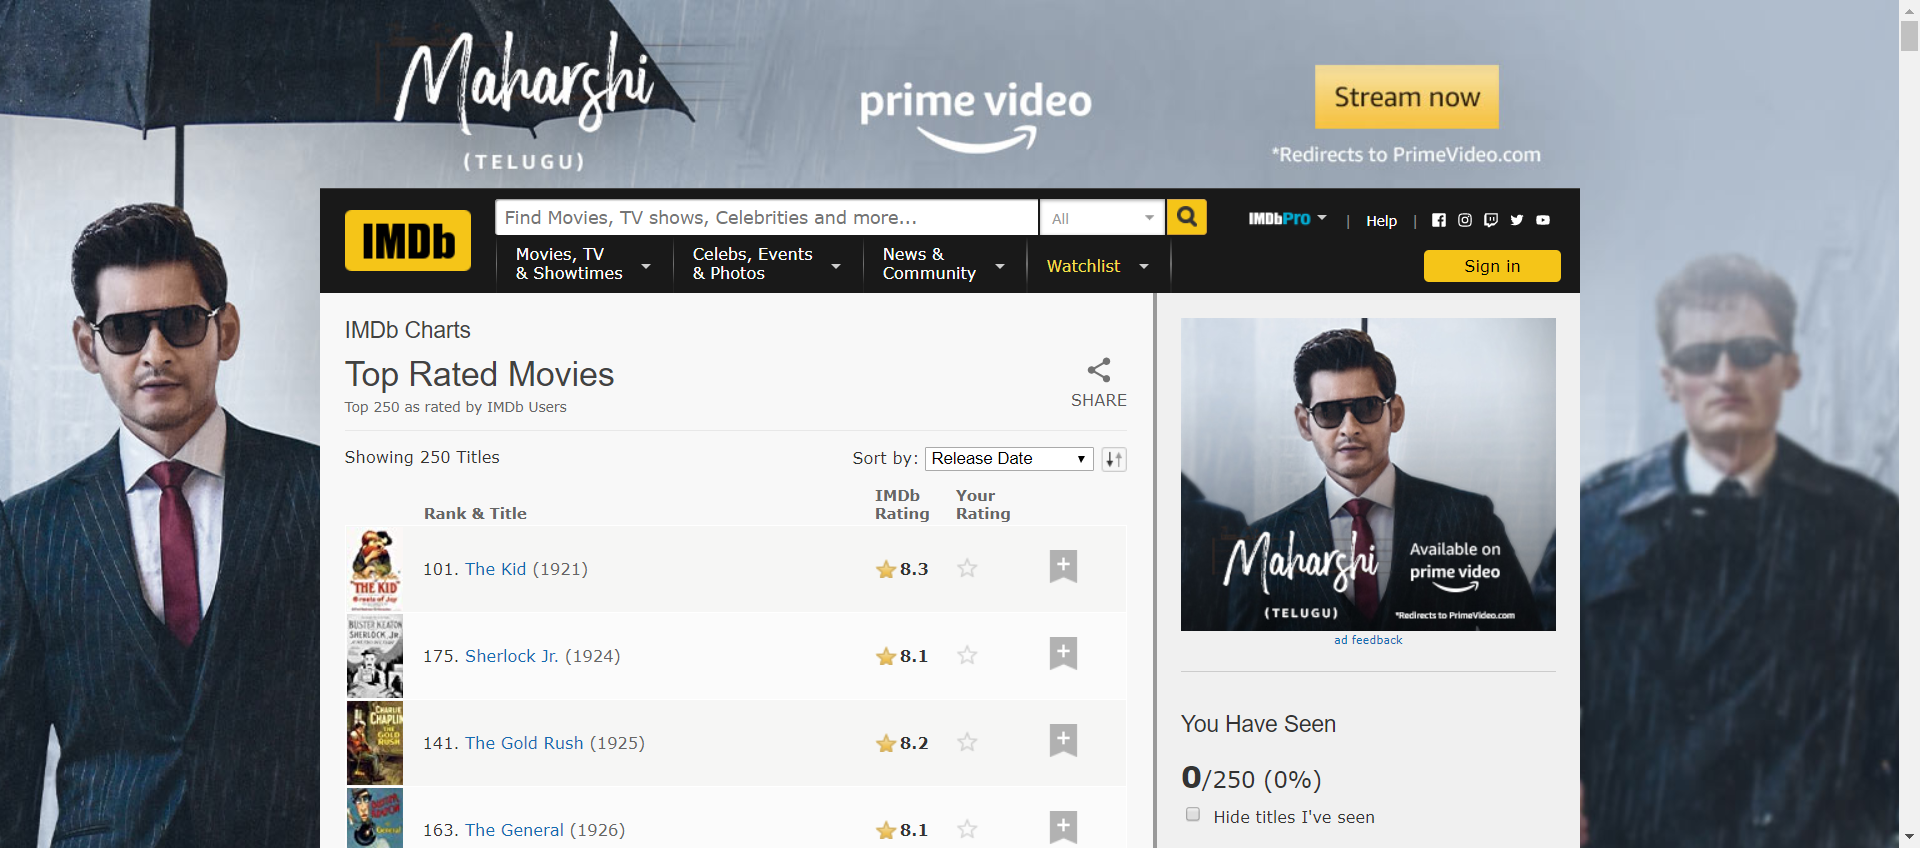 Maharshi
(TELUGU)
prime video
Stream now
*Redirects to PrimeVideo.com
IMDb
Find Movies, TV shows, Celebrities and more...
All
IMDbPro
|
Help
|
Movies, TV
& Showtimes
Celebs, Events
& Photos
News &
Community
Watchlist
Sign in
IMDb Charts
Top Rated Movies
Top 250 as rated by IMDb Users
SHARE
Showing 250 Titles
Sort by: Release Date
Rank & Title
IMDb
Rating
Your
Rating
THE KID
101. The Kid (1921)
8.3
BUSTER KEATON
SHERLOCK, JR.
175. Sherlock Jr. (1924)
8.1
CHARLIE
CHAPLIN
THE
GOLD
RUSH
141. The Gold Rush (1925)
8.2
163. The General (1926)
8.1
Maharshi
(TELUGU)
Available on
prime video
*Redirects to PrimeVideo.com
ad feedback
You Have Seen
0/250 (0%)
Hide titles I've seen